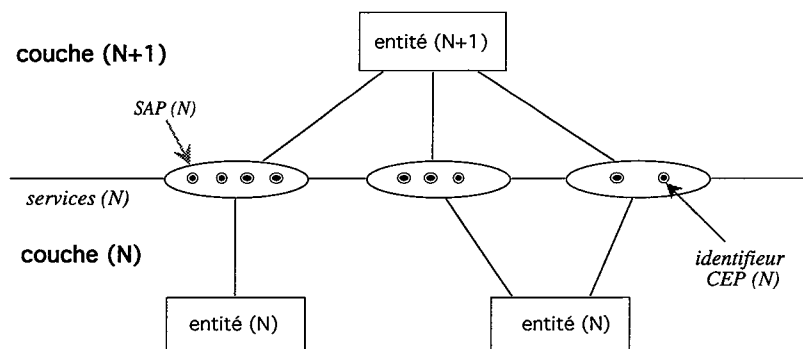 entité (N+1)
couche (N+1)
SAP (N)
services (N)
couche (N)
identifieur
CEP (N)
entité (N)
entité (N)